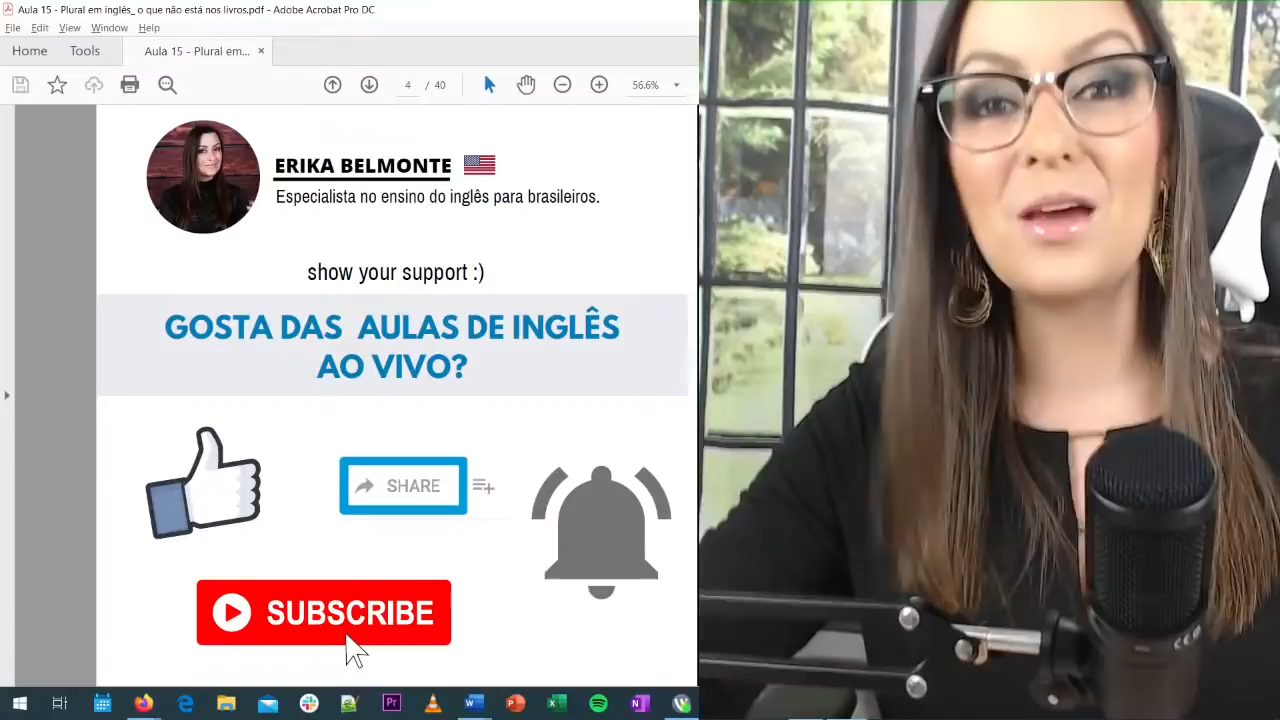 Aula 15 - Plural em inglês_ o que não está nos livros.pdf - Adobe Acrobat Pro DC
File Edit View Window Help
Home Tools Aula 15 - Plural em... ×
4 / 40 56.6%
ERIKA BELMONTE
Especialista no ensino do inglês para brasileiros.
show your support :)
GOSTA DAS AULAS DE INGLÊS
AO VIVO?
SHARE
SUBSCRIBE